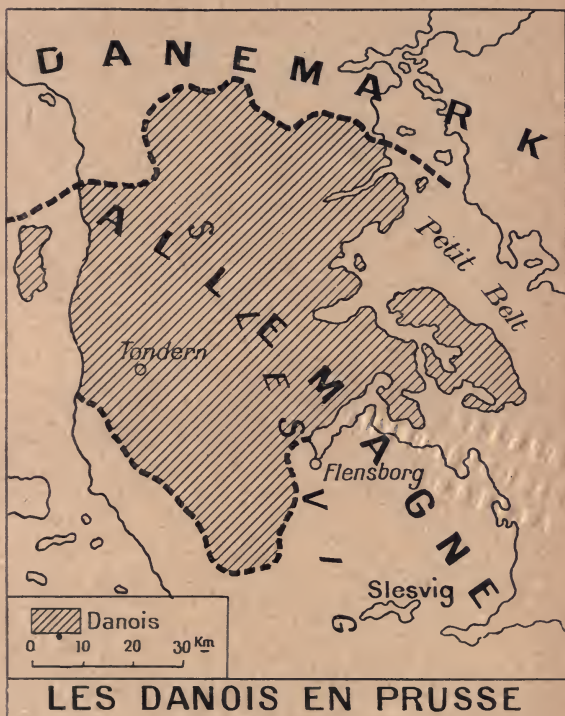 DANEMARK
ALLEMAGNE
SLESVIG
Petit Belt
Tondern
Flensborg
Slesvig
Danois
0 10 20 30 Km
LES DANOIS EN PRUSSE